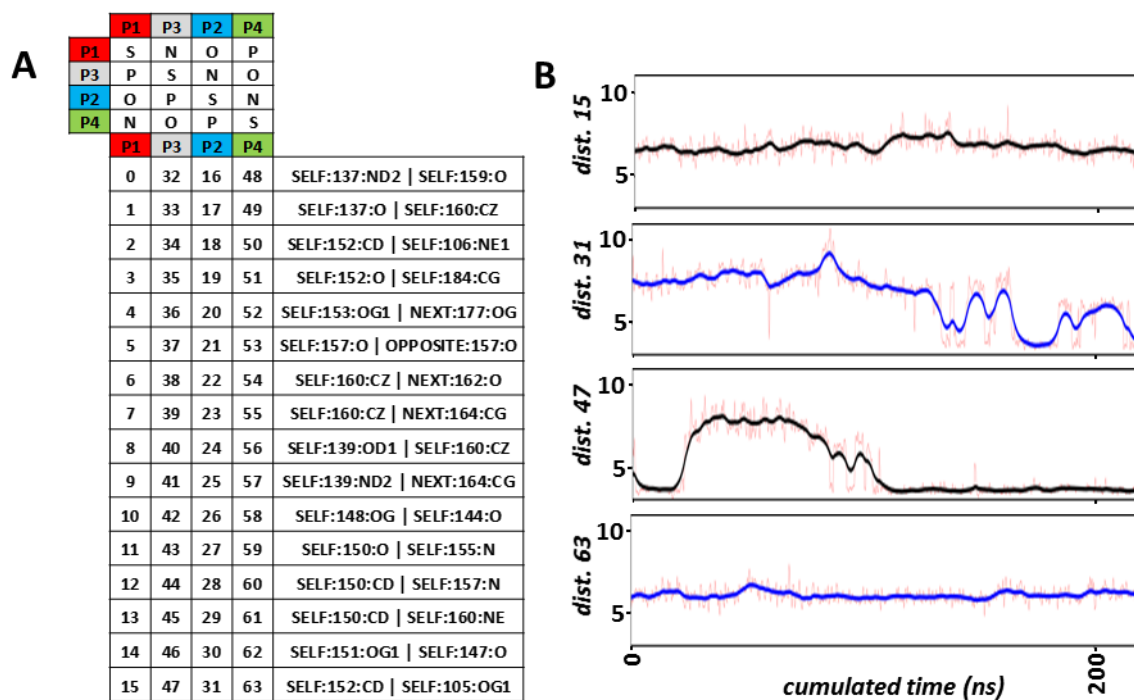 A
P1 P3 P2 P4
P1 S N O P
P3 P S N O
P2 O P S N
P4 N O P S
P1 P3 P2 P4
0 32 16 48 SELF:137:ND2 | SELF:159:O
1 33 17 49 SELF:137:O | SELF:160:CZ
2 34 18 50 SELF:152:CD | SELF:106:NE1
3 35 19 51 SELF:152:O | SELF:184:CG
4 36 20 52 SELF:153:OG1 | NEXT:177:OG
5 37 21 53 SELF:157:O | OPPOSITE:157:O
6 38 22 54 SELF:160:CZ | NEXT:162:O
7 39 23 55 SELF:160:CZ | NEXT:164:CG
8 40 24 56 SELF:139:OD1 | SELF:160:CZ
9 41 25 57 SELF:139:ND2 | NEXT:164:CG
10 42 26 58 SELF:148:OG | SELF:144:O
11 43 27 59 SELF:150:O | SELF:155:N
12 44 28 60 SELF:150:CD | SELF:157:N
13 45 29 61 SELF:150:CD | SELF:160:NE
14 46 30 62 SELF:151:OG1 | SELF:147:O
15 47 31 63 SELF:152:CD | SELF:105:OG1
B
dist. 15
10
5
dist. 31
10
5
dist. 47
10
5
dist. 63
10
5
0
200
cumulated time (ns)